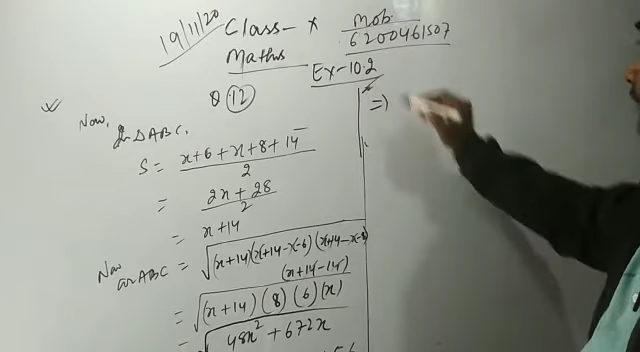 19/11/20 Class - X Mob.
6200461507
Maths
Ex-10.2
Q 12
Now, In ΔABC,
S = x+6+x+8+14 / 2
= 2x+28 / 2
= x+14
Now ar ABC = √(x+14)(x+14-x-6)(x+14-x-8)
(x+14-14)
= √(x+14)(8)(6)(x)
= √48x²+672x
=>